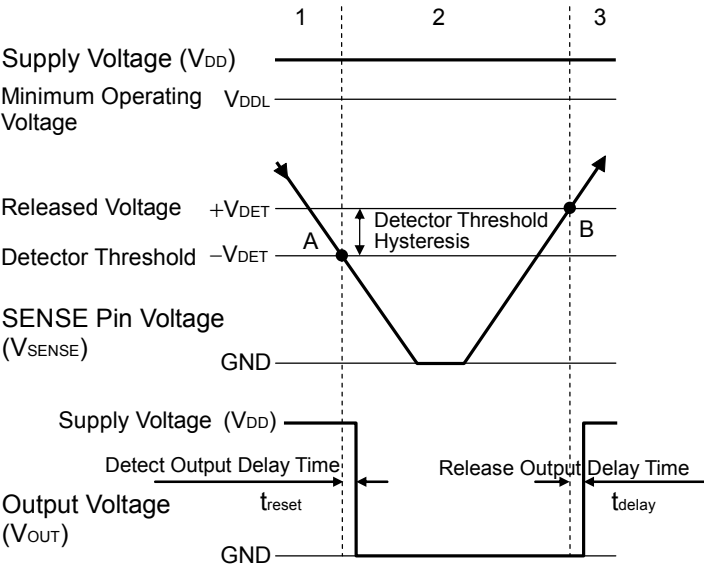 1 2 3
Supply Voltage (VDD)
Minimum Operating VDDL
Voltage
Released Voltage +VDET
Detector Threshold
Hysteresis
A B
Detector Threshold −VDET
SENSE Pin Voltage
(VSENSE)
GND
Supply Voltage (VDD)
Detect Output Delay Time Release Output Delay Time
treset tdelay
Output Voltage
(VOUT)
GND